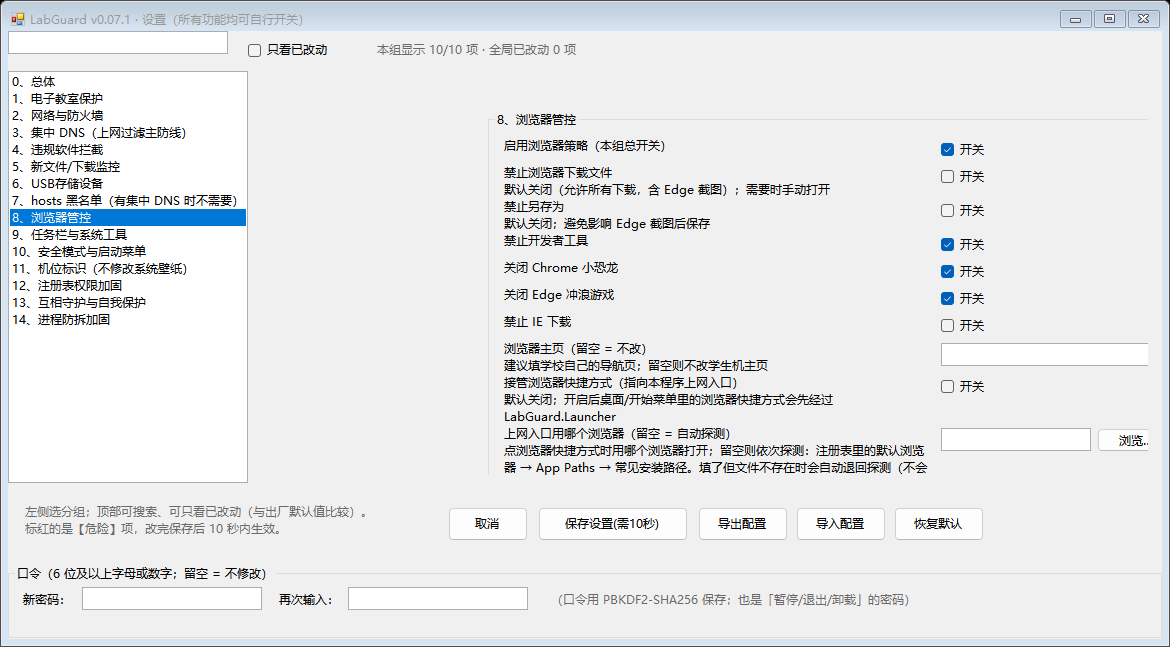 LabGuard v0.07.1 · 设置（所有功能均可自行开关）
只看已改动
本组显示 10/10 项 · 全局已改动 0 项
0、总体
1、电子教室保护
2、网络与防火墙
3、集中 DNS（上网过滤主防线）
4、违规软件拦截
5、新文件/下载监控
6、USB存储设备
7、hosts 黑名单（有集中 DNS 时不需要）
8、浏览器管控
9、任务栏与系统工具
10、安全模式与启动菜单
11、机位标识（不修改系统壁纸）
12、注册表权限加固
13、互相守护与自我保护
14、进程防拆加固
8、浏览器管控
启用浏览器策略（本组总开关）
开关
禁止浏览器下载文件
默认关闭（允许所有下载，含 Edge 截图）；需要时手动打开
开关
禁止另存为
默认关闭；避免影响 Edge 截图后保存
开关
禁止开发者工具
开关
关闭 Chrome 小恐龙
开关
关闭 Edge 冲浪游戏
开关
禁止 IE 下载
开关
浏览器主页（留空 = 不改）
建议填学校自己的导航页；留空则不改学生机主页
接管浏览器快捷方式（指向本程序上网入口）
默认关闭；开启后桌面/开始菜单里的浏览器快捷方式会先经过
LabGuard.Launcher
开关
上网入口用哪个浏览器（留空 = 自动探测）
点浏览器快捷方式时用哪个浏览器打开；留空则依次探测：注册表里的默认浏览
器 → App Paths → 常见安装路径。填了但文件不存在时会自动退回探测（不会
浏览..
左侧选分组；顶部可搜索、可只看已改动（与出厂默认值比较）。
标红的是【危险】项，改完保存后 10 秒内生效。
取消
保存设置(需10秒)
导出配置
导入配置
恢复默认
口令（6 位及以上字母或数字；留空 = 不修改）
新密码：
再次输入：
（口令用 PBKDF2-SHA256 保存；也是「暂停/退出/卸载」的密码）